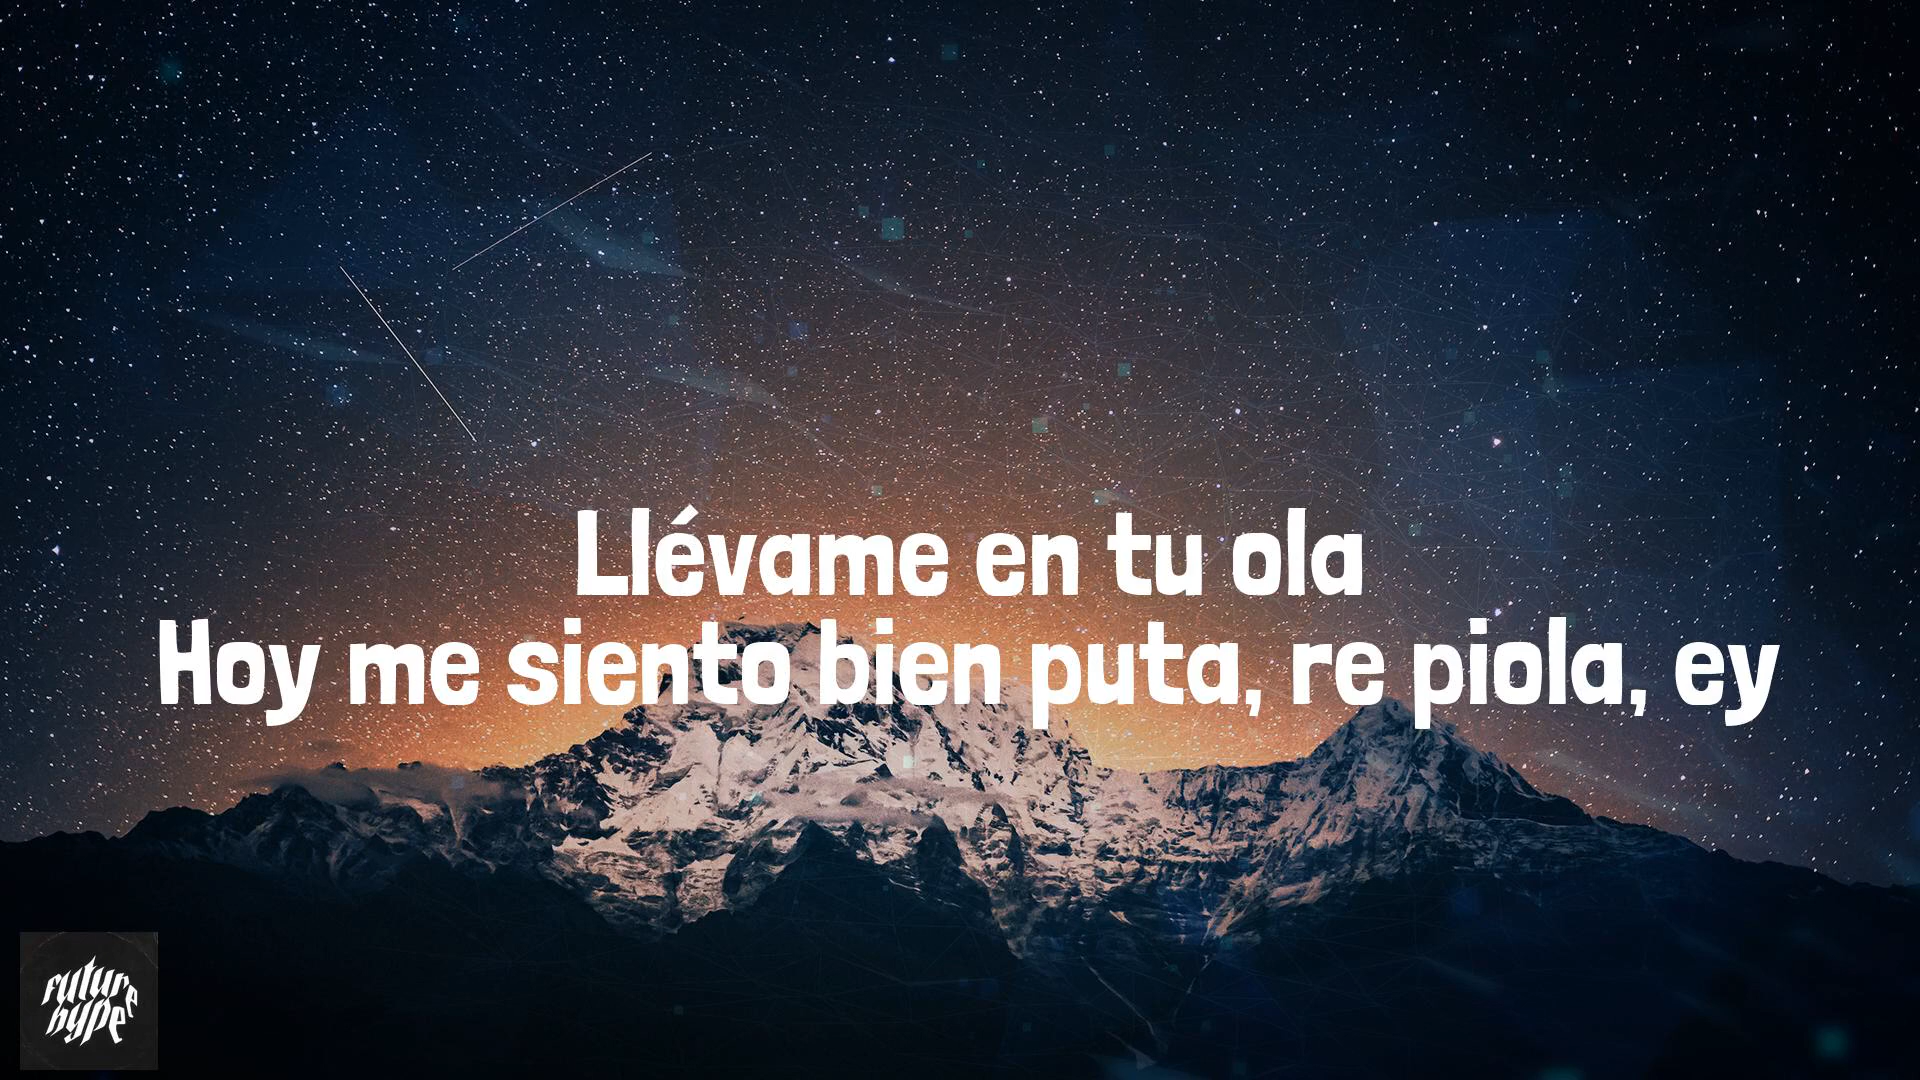 Llévame en tu ola
Hoy me siento bien puta, re piola, ey
future
hype